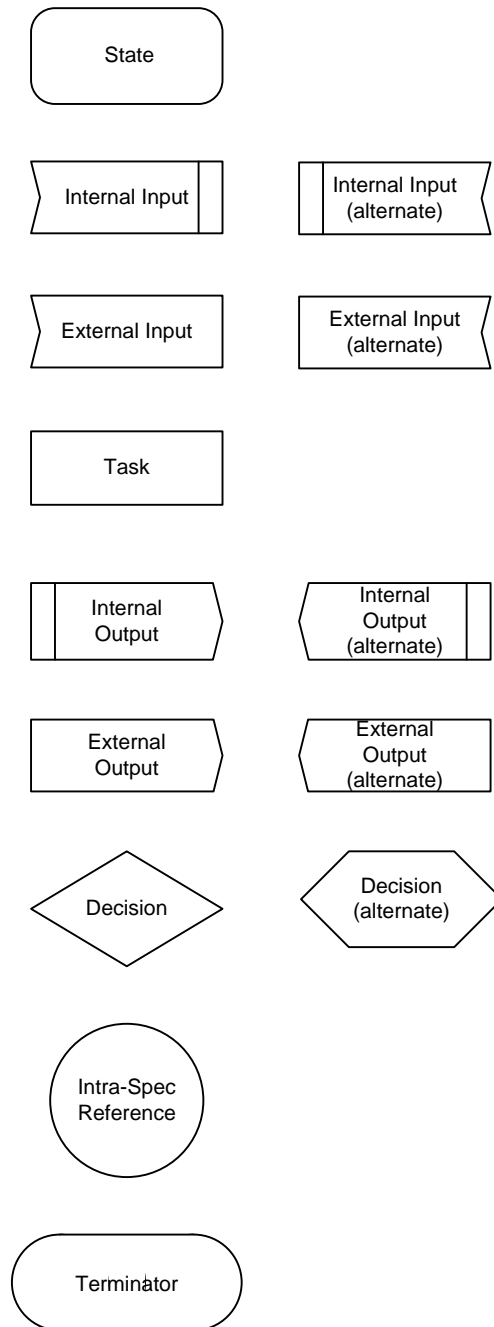 State
Internal Input
Internal Input
(alternate)
External Input
External Input
(alternate)
Task
Internal
Output
Internal
Output
(alternate)
External
Output
External
Output
(alternate)
Decision
Decision
(alternate)
Intra-Spec
Reference
Terminator